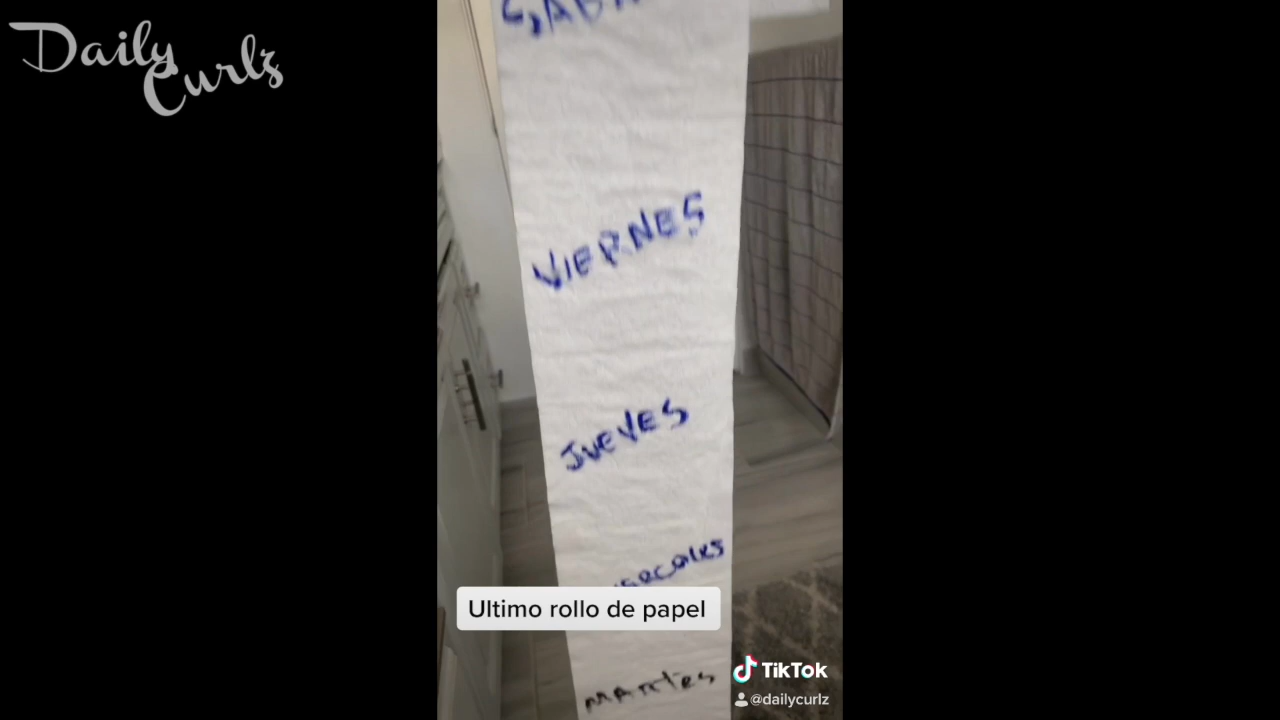 Daily
Curlz
VIERNES
JUEVES
Ultimo rollo de papel
martes
TikTok
@dailycurlz